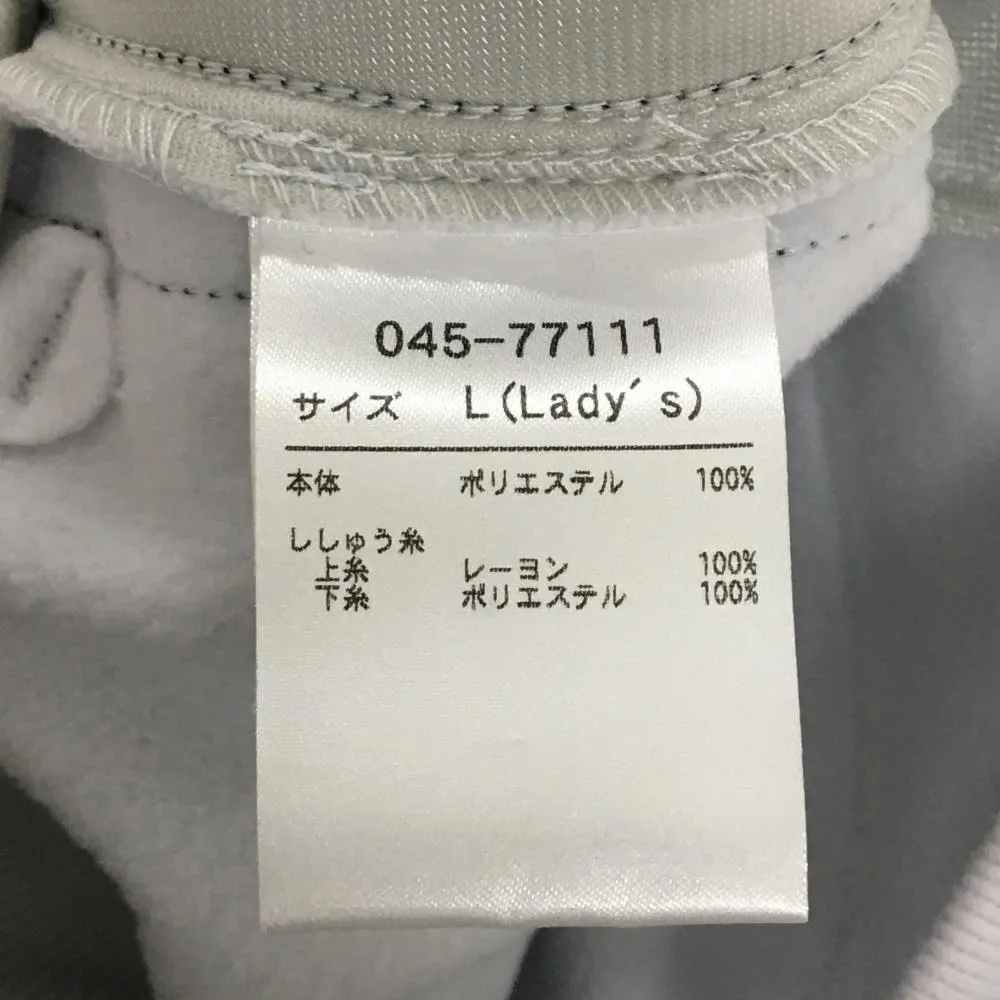 045-77111
サイズ L(Lady's)
本体 ポリエステル 100%
ししゅう糸
上糸 レーヨン 100%
下糸 ポリエステル 100%